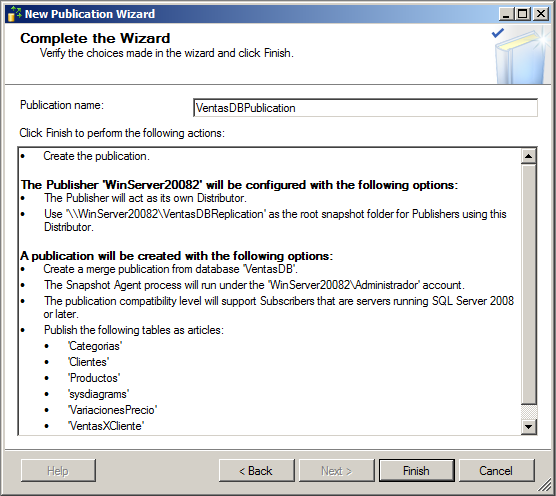 New Publication Wizard
Complete the Wizard
Verify the choices made in the wizard and click Finish.
Publication name:
VentasDBPublication
Click Finish to perform the following actions:
• Create the publication.
The Publisher 'WinServer20082' will be configured with the following options:
• The Publisher will act as its own Distributor.
• Use '\\WinServer20082\VentasDBReplication' as the root snapshot folder for Publishers using this
Distributor.
A publication will be created with the following options:
• Create a merge publication from database 'VentasDB'.
• The Snapshot Agent process will run under the 'WinServer20082\Administrador' account.
• The publication compatibility level will support Subscribers that are servers running SQL Server 2008
or later.
• Publish the following tables as articles:
• 'Categorias'
• 'Clientes'
• 'Productos'
• 'sysdiagrams'
• 'VariacionesPrecio'
• 'VentasXCliente'
Help
< Back
Next >
Finish
Cancel